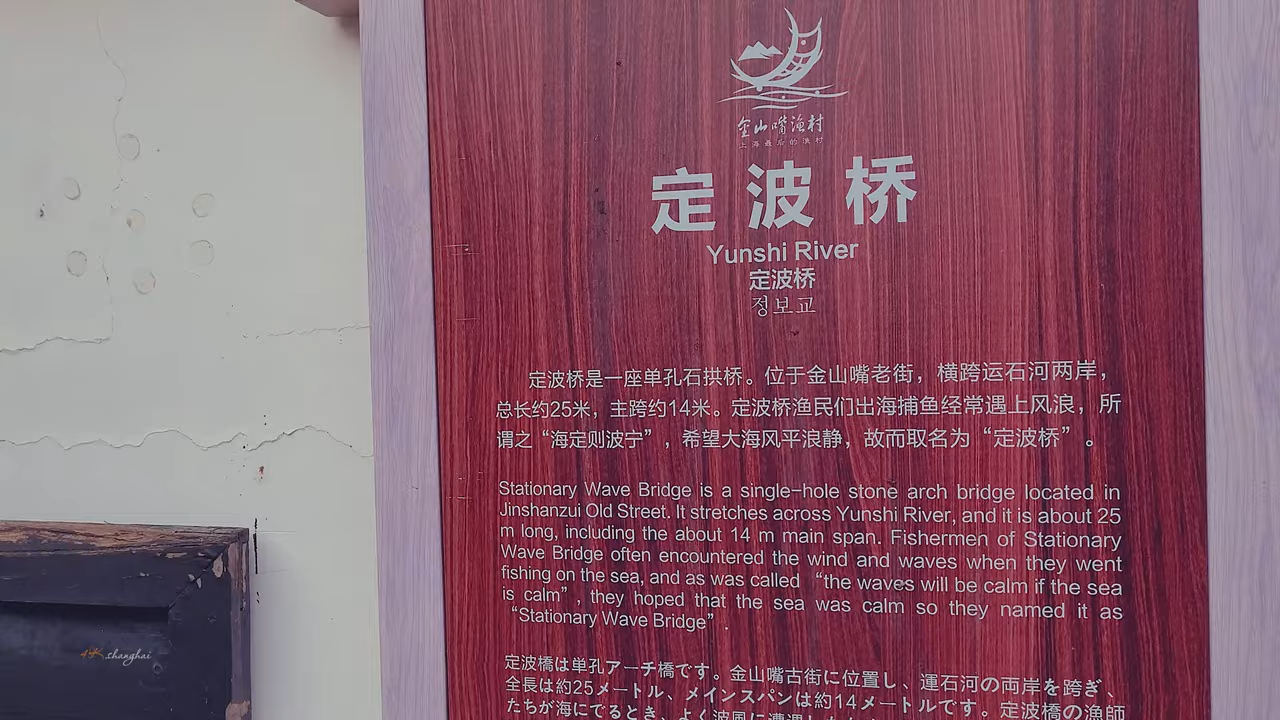 金山嘴渔村
上海最后的渔村
定波桥
Yunshi River
定波桥
정보교
定波桥是一座单孔石拱桥。位于金山嘴老街，横跨运石河两岸，
总长约25米，主跨约14米。定波桥渔民们出海捕鱼经常遇上风浪，所
谓之“海定则波宁”，希望大海风平浪静，故而取名为“定波桥”。
Stationary Wave Bridge is a single-hole stone arch bridge located in
Jinshanzui Old Street. It stretches across Yunshi River, and it is about 25
m long, including the about 14 m main span. Fishermen of Stationary
Wave Bridge often encountered the wind and waves when they went
fishing on the sea, and as was called “the waves will be calm if the sea
is calm”, they hoped that the sea was calm so they named it as
“Stationary Wave Bridge”.
定波橋は単孔アーチ橋です。金山嘴古街に位置し、運石河の両岸を跨ぎ、
全長は約25メートル、メインスパンは約14メートルです。定波橋の漁師
たちが海にでるとき、よく波風に遭遇した
4K shanghai